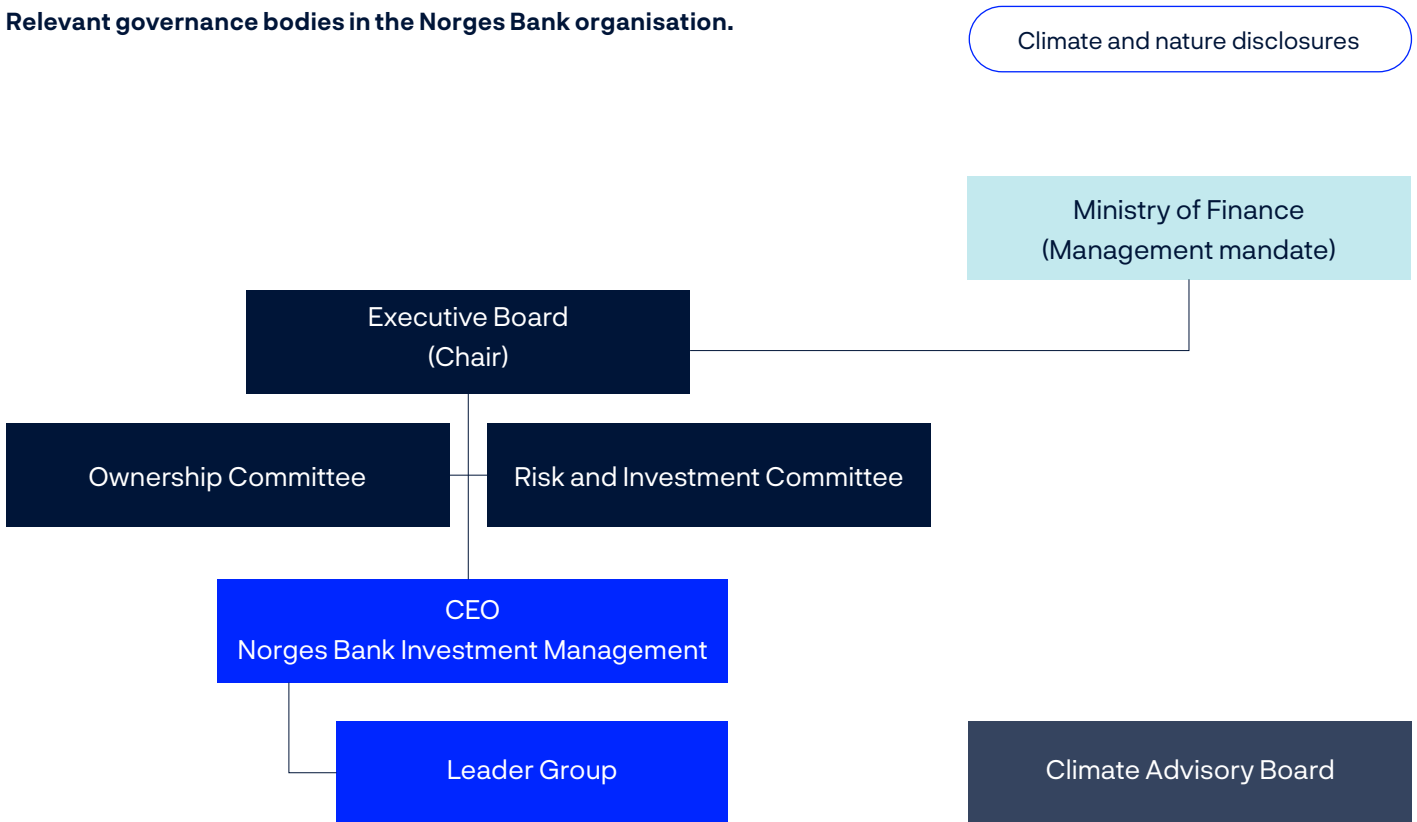 Relevant governance bodies in the Norges Bank organisation.
Climate and nature disclosures
Ministry of Finance
(Management mandate)
Executive Board
(Chair)
Ownership Committee
Risk and Investment Committee
CEO
Norges Bank Investment Management
Leader Group
Climate Advisory Board